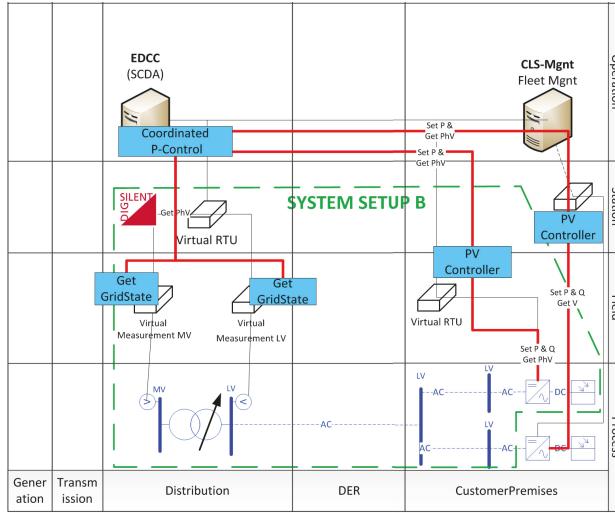 EDCC
(SCDA)
CLS-Mgnt
Fleet Mgnt
Operation
Coordinated
P-Control
Set P &
Get PhV
Set P &
Get PhV
SILENT
DIG
Get PhV
SYSTEM SETUP B
Virtual RTU
Station
PV
Controller
PV
Controller
Get
GridState
Get
GridState
Virtual
Measurement MV
Virtual
Measurement LV
Virtual RTU
Set P & Q
Get V
Field
Set P & Q
Get PhV
MV
LV
V
V
AC
LV
LV
AC
AC
DC
LV
AC
AC
DC
Process
Gener
ation
Transm
ission
Distribution
DER
CustomerPremises